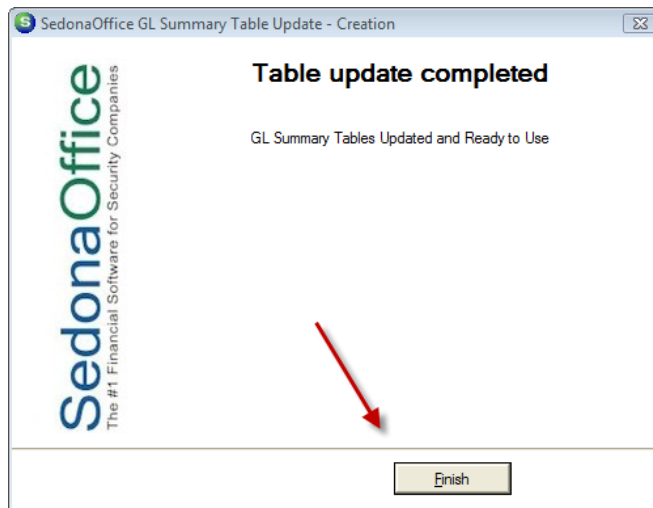 SedonaOffice GL Summary Table Update - Creation
Table update completed
GL Summary Tables Updated and Ready to Use
SedonaOffice
The #1 Financial Software for Security Companies
Finish